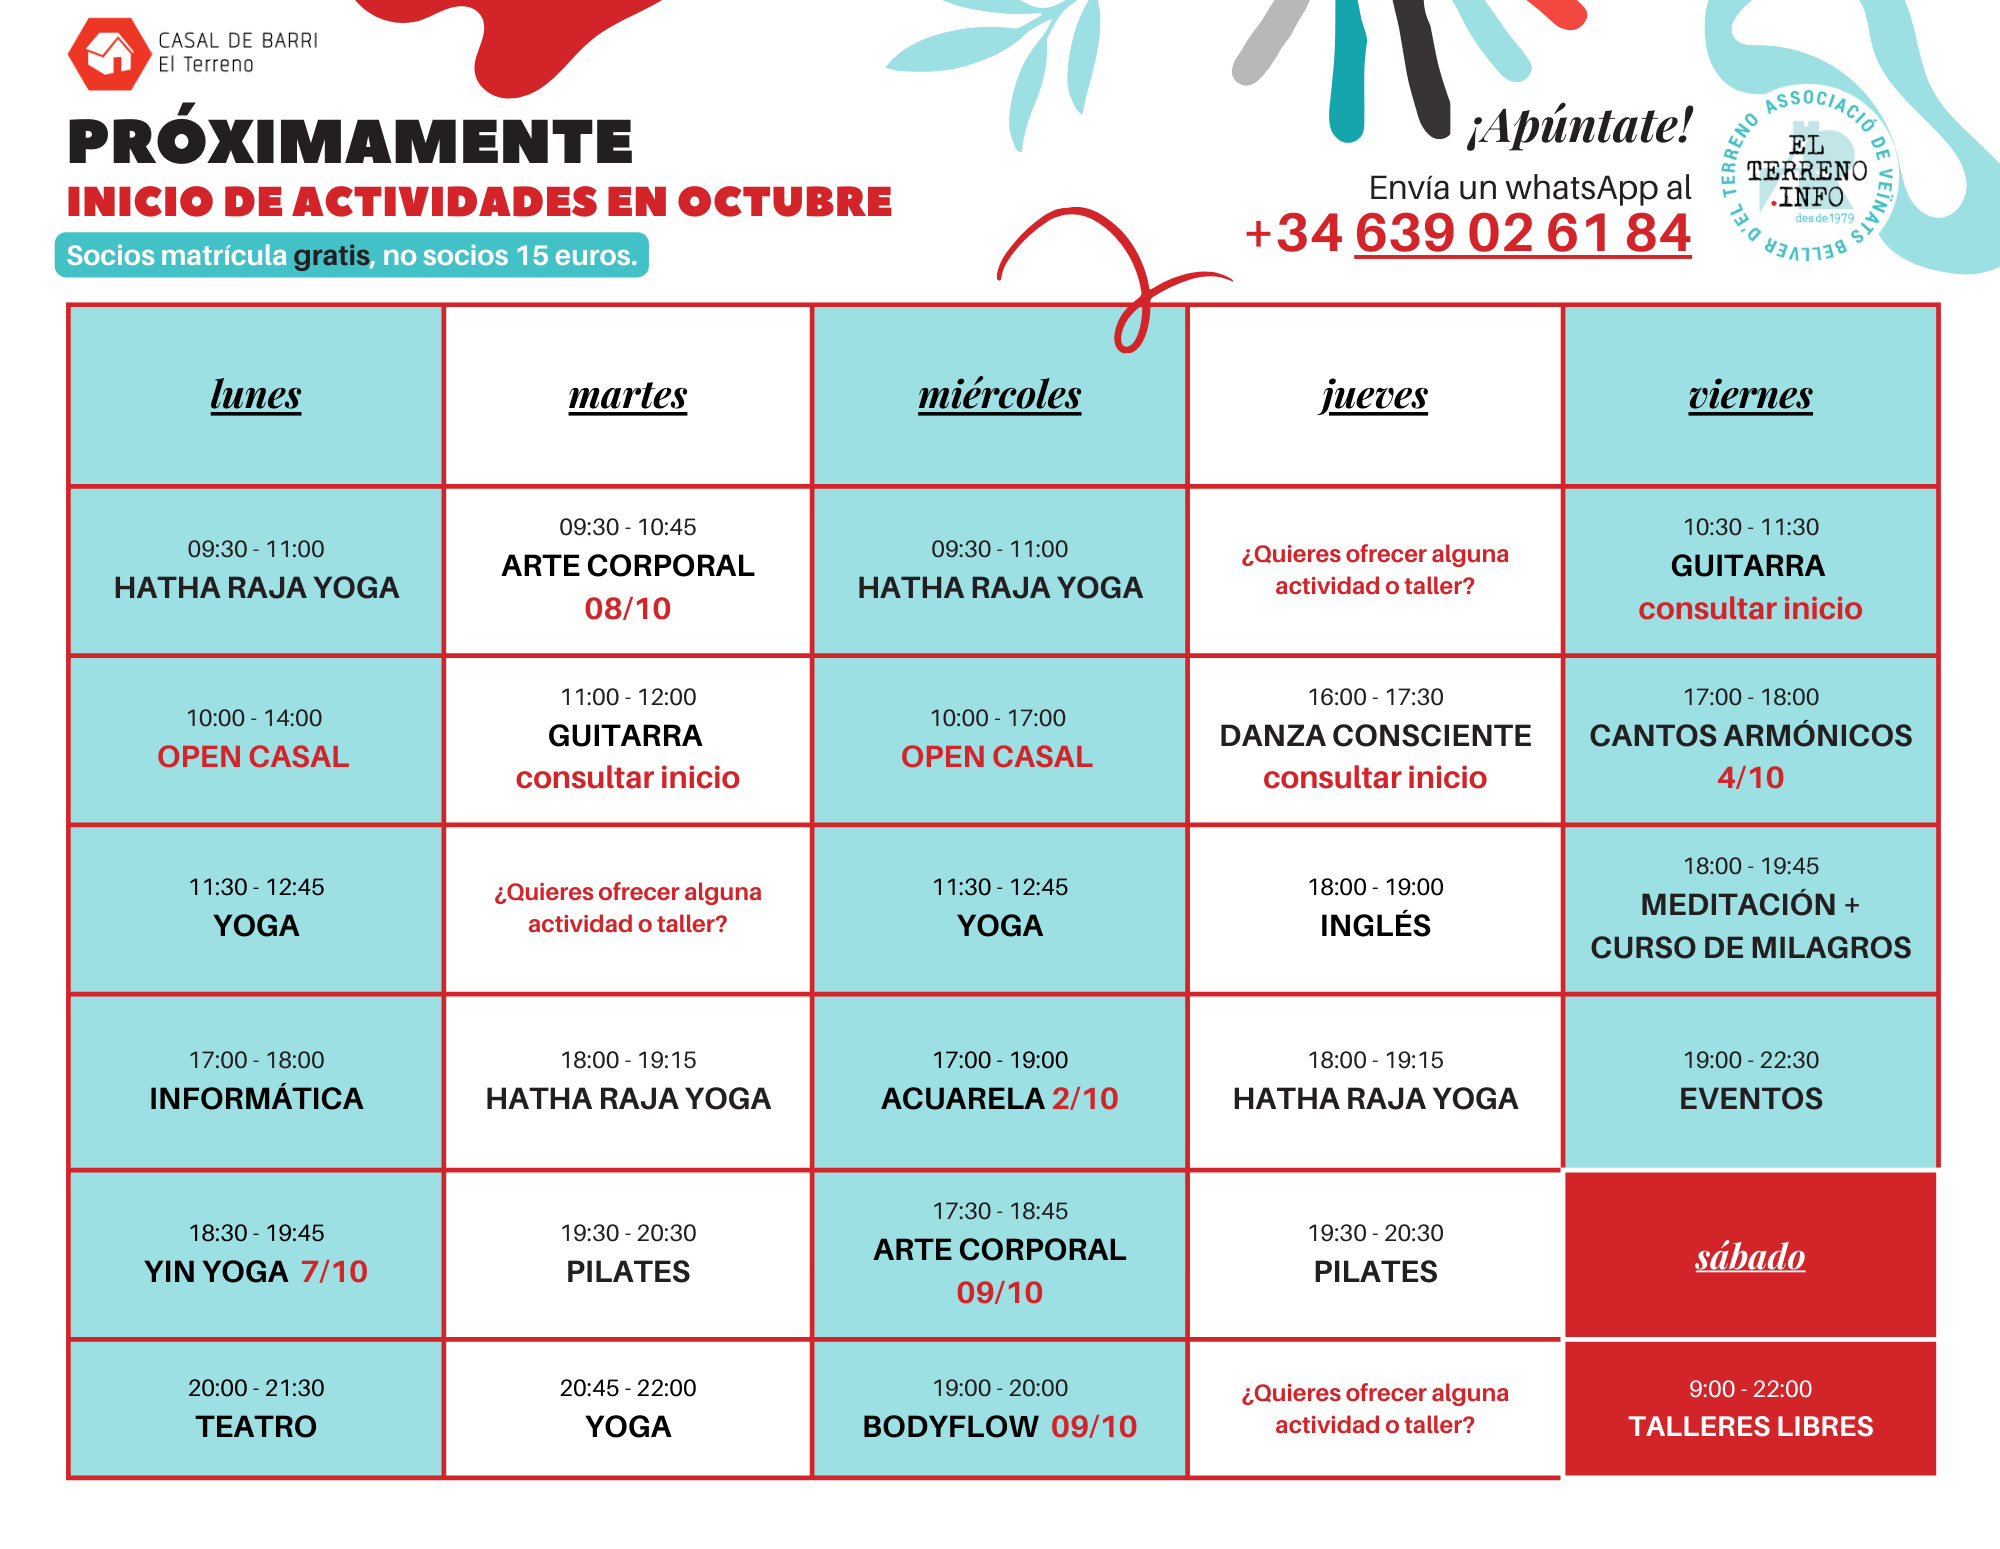 CASAL DE BARRI
El Terreno
PRÓXIMAMENTE
INICIO DE ACTIVIDADES EN OCTUBRE
Socios matrícula gratis, no socios 15 euros.
¡Apúntate!
Envía un whatsApp al
+34 639 02 61 84
ASSOCIACIÓ DE VEÏNATS BELLVER D'EL TERRENO
EL
TERRENO
.INFO
des de 1979
lunes
martes
miércoles
jueves
viernes
09:30 - 11:00
HATHA RAJA YOGA
09:30 - 10:45
ARTE CORPORAL
08/10
09:30 - 11:00
HATHA RAJA YOGA
¿Quieres ofrecer alguna
actividad o taller?
10:30 - 11:30
GUITARRA
consultar inicio
10:00 - 14:00
OPEN CASAL
11:00 - 12:00
GUITARRA
consultar inicio
10:00 - 17:00
OPEN CASAL
16:00 - 17:30
DANZA CONSCIENTE
consultar inicio
17:00 - 18:00
CANTOS ARMÓNICOS
4/10
11:30 - 12:45
YOGA
¿Quieres ofrecer alguna
actividad o taller?
11:30 - 12:45
YOGA
18:00 - 19:00
INGLÉS
18:00 - 19:45
MEDITACIÓN +
CURSO DE MILAGROS
17:00 - 18:00
INFORMÁTICA
18:00 - 19:15
HATHA RAJA YOGA
17:00 - 19:00
ACUARELA 2/10
18:00 - 19:15
HATHA RAJA YOGA
19:00 - 22:30
EVENTOS
18:30 - 19:45
YIN YOGA 7/10
19:30 - 20:30
PILATES
17:30 - 18:45
ARTE CORPORAL
09/10
19:30 - 20:30
PILATES
sábado
20:00 - 21:30
TEATRO
20:45 - 22:00
YOGA
19:00 - 20:00
BODYFLOW 09/10
¿Quieres ofrecer alguna
actividad o taller?
9:00 - 22:00
TALLERES LIBRES